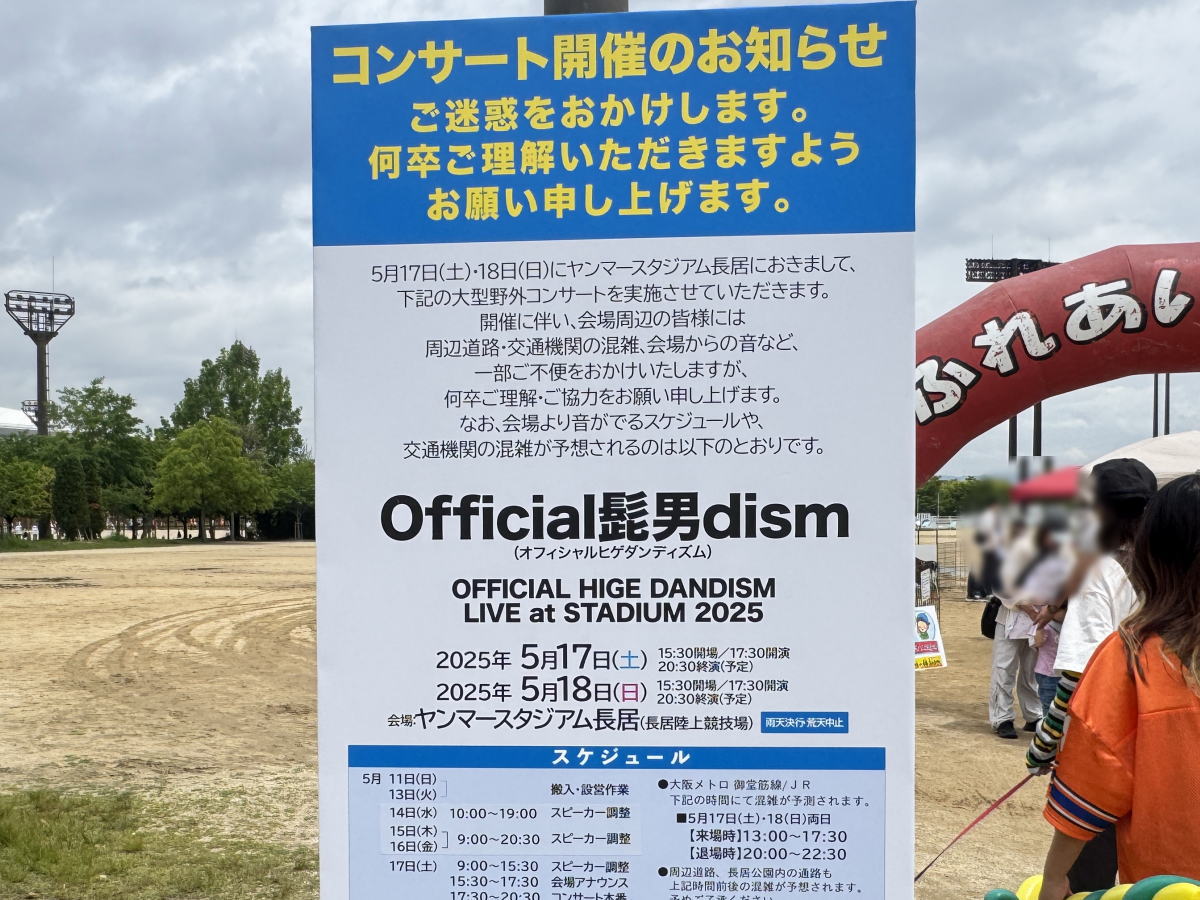 コンサート開催のお知らせ
ご迷惑をおかけします。
何卒ご理解いただきますよう
お願い申し上げます。
5月17日(土)・18日(日)にヤンマースタジアム長居におきまして、
下記の大型野外コンサートを実施させていただきます。
開催に伴い、会場周辺の皆様には
周辺道路・交通機関の混雑、会場からの音など、
一部ご不便をおかけいたしますが、
何卒ご理解・ご協力をお願い申し上げます。
なお、会場より音がでるスケジュールや、
交通機関の混雑が予想されるのは以下のとおりです。
Official髭男dism
(オフィシャルヒゲダンディズム)
OFFICIAL HIGE DANDISM
LIVE at STADIUM 2025
2025年 5月17日(土) 15:30開場/17:30開演
20:30終演(予定)
2025年 5月18日(日) 15:30開場/17:30開演
20:30終演(予定)
会場:ヤンマースタジアム長居(長居陸上競技場) 雨天決行・荒天中止
スケジュール
5月 11日(日)
13日(火) 搬入・設営作業
14日(水) 10:00〜19:00 スピーカー調整
15日(木)
16日(金) 9:00〜20:30 スピーカー調整
17日(土) 9:00〜15:30 スピーカー調整
15:30〜17:30 会場アナウンス
17:30〜20:30 コンサート本番
●大阪メトロ 御堂筋線/JR
下記の時間にて混雑が予測されます。
■5月17日(土)・18(日)両日
【来場時】13:00〜17:30
【退場時】20:00〜22:30
●周辺道路、長居公園内の通路も
上記時間前後の混雑が予想されます。
予めご了承ください
ふれあい